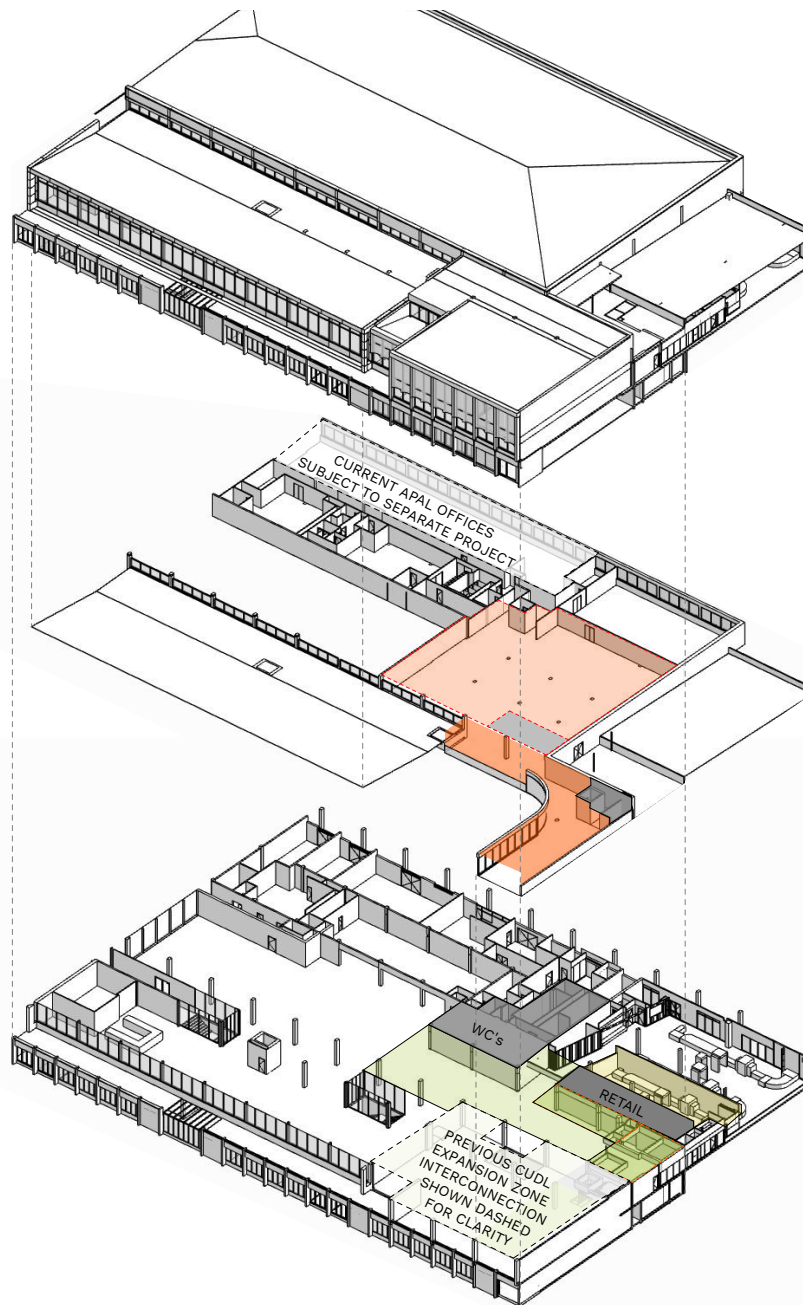 CURRENT APAL OFFICES
SUBJECT TO SEPARATE PROJECT
WC's
RETAIL
PREVIOUS CUDL
EXPANSION ZONE
INTERCONNECTION
SHOWN DASHED
FOR CLARITY